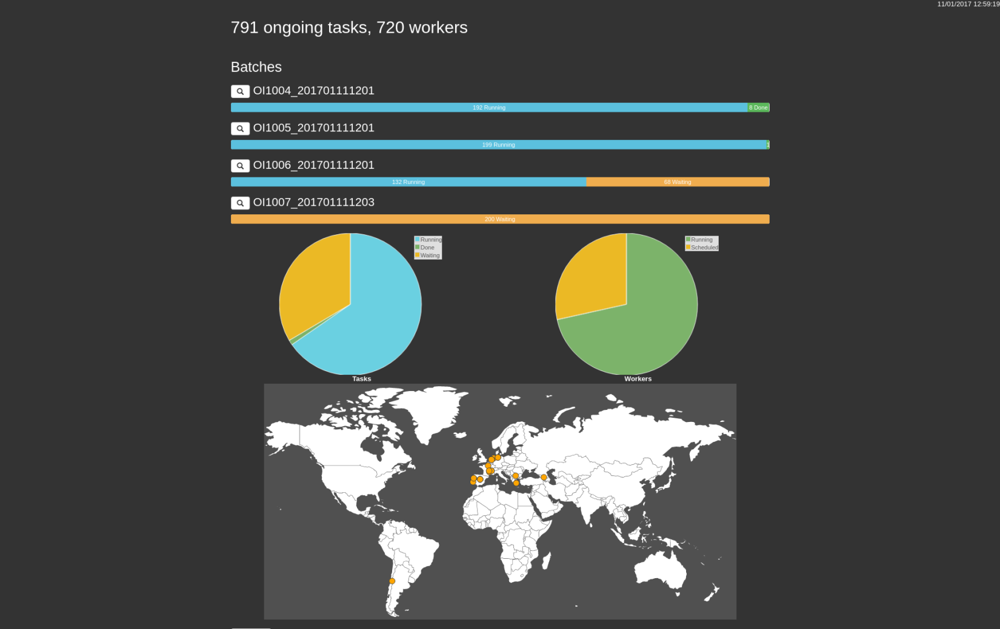 11/01/2017 12:59:19
791 ongoing tasks, 720 workers
Batches
OI1004_201701111201
192 Running 8 Done
OI1005_201701111201
199 Running 1
OI1006_201701111201
132 Running 68 Waiting
OI1007_201701111203
200 Waiting
Running
Done
Waiting
Running
Scheduled
Tasks
Workers